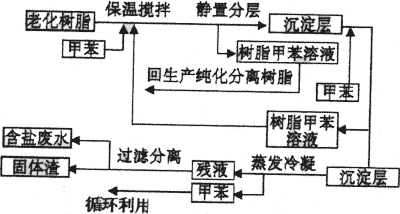 老化树脂
保温搅拌
静置分层
沉淀层
甲苯
树脂甲苯溶液
回生产纯化分离树脂
甲苯
树脂甲苯
溶液
含盐废水
固体渣
过滤分离
残液
蒸发冷凝
沉淀层
甲苯
循环利用